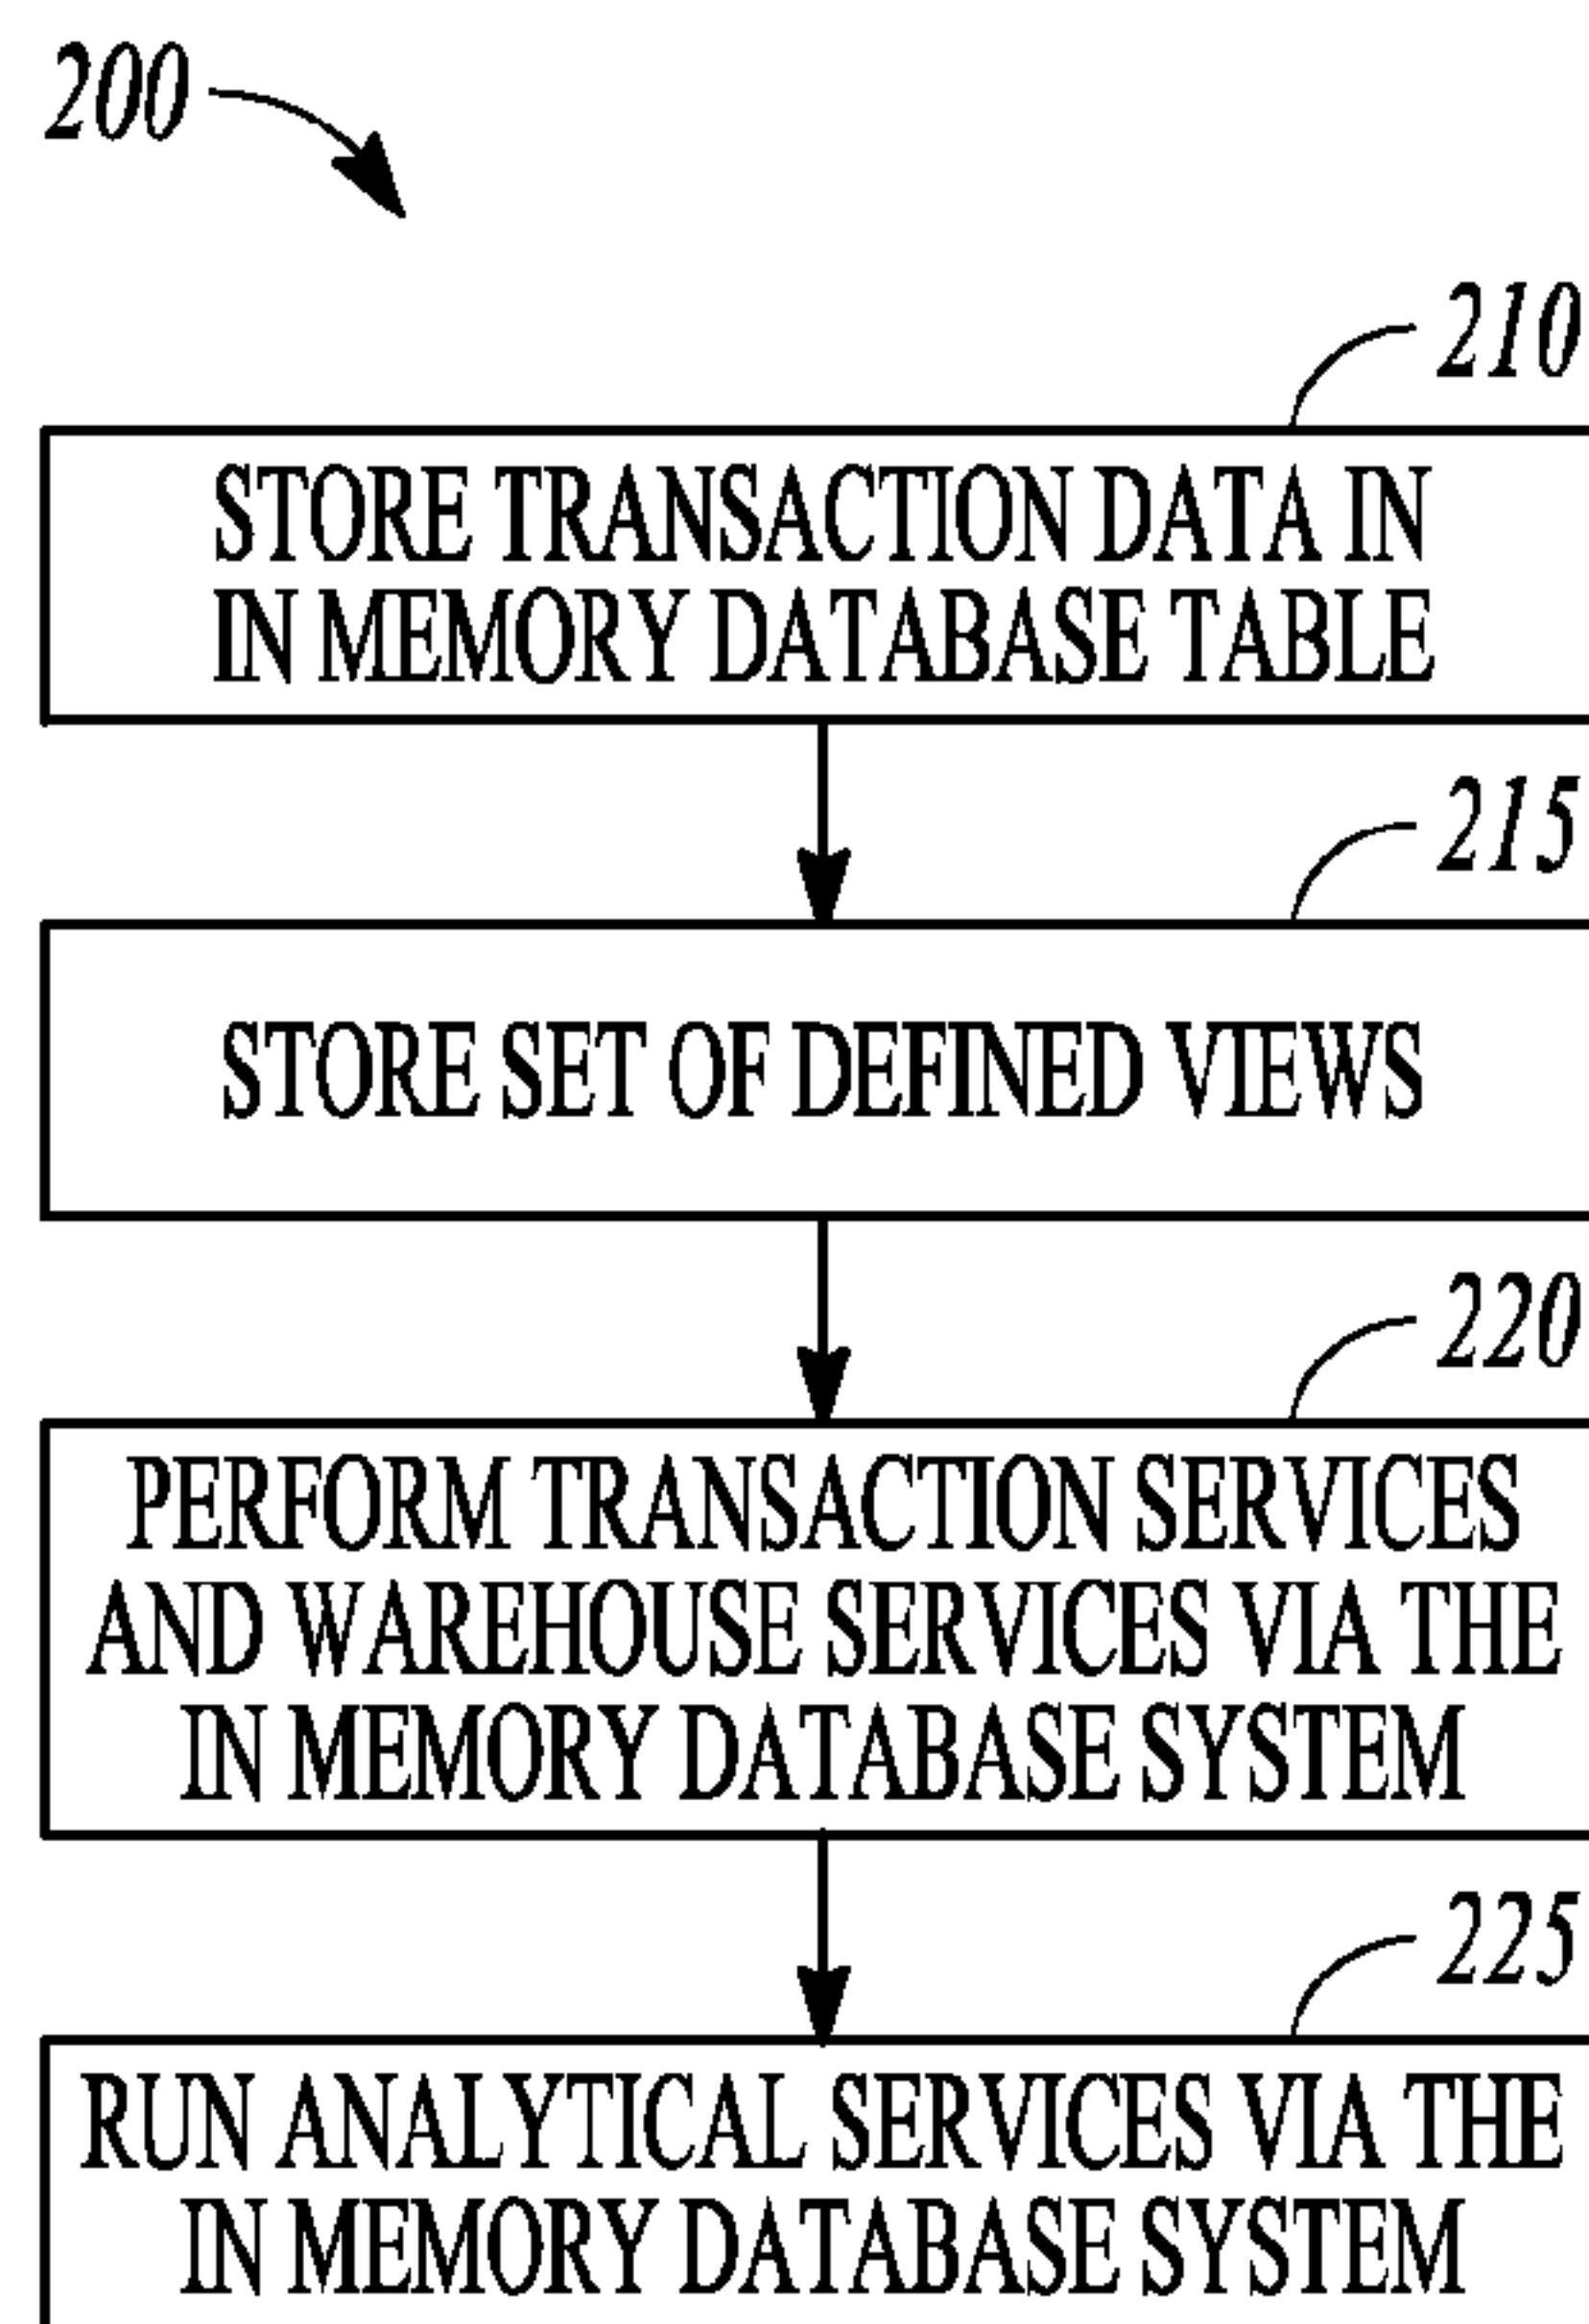 200
210
STORE TRANSACTION DATA IN
IN MEMORY DATABASE TABLE
215
STORE SET OF DEFINED VIEWS
220
PERFORM TRANSACTION SERVICES
AND WAREHOUSE SERVICES VIA THE
IN MEMORY DATABASE SYSTEM
225
RUN ANALYTICAL SERVICES VIA THE
IN MEMORY DATABASE SYSTEM